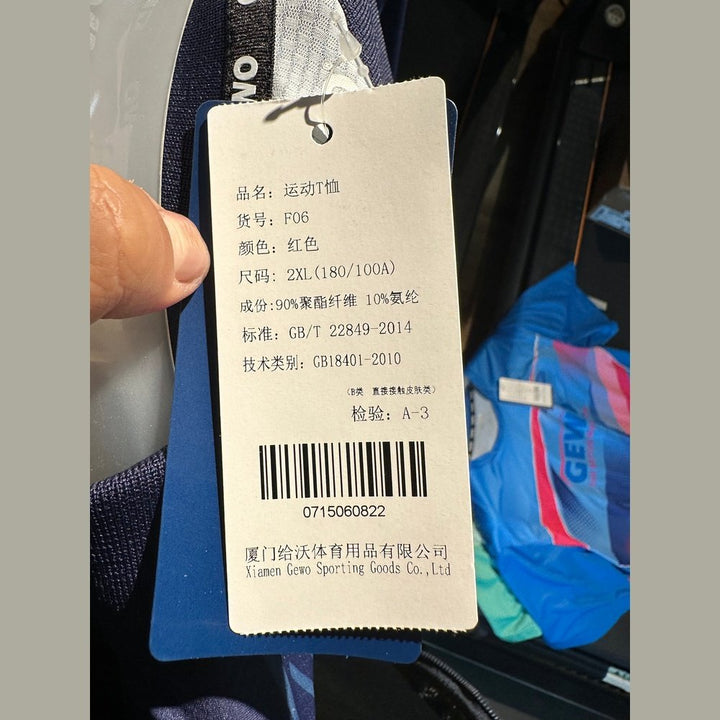 OWO
品名: 运动T恤
货号: F06
颜色: 红色
尺码: 2XL(180/100A)
成份:90%聚酯纤维 10%氨纶
标准: GB/T 22849-2014
技术类别: GB18401-2010
(B类 直接接触皮肤类)
检验: A-3
0715060822
厦门给沃体育用品有限公司
Xiamen Gewo Sporting Goods Co.,Ltd
GEWO